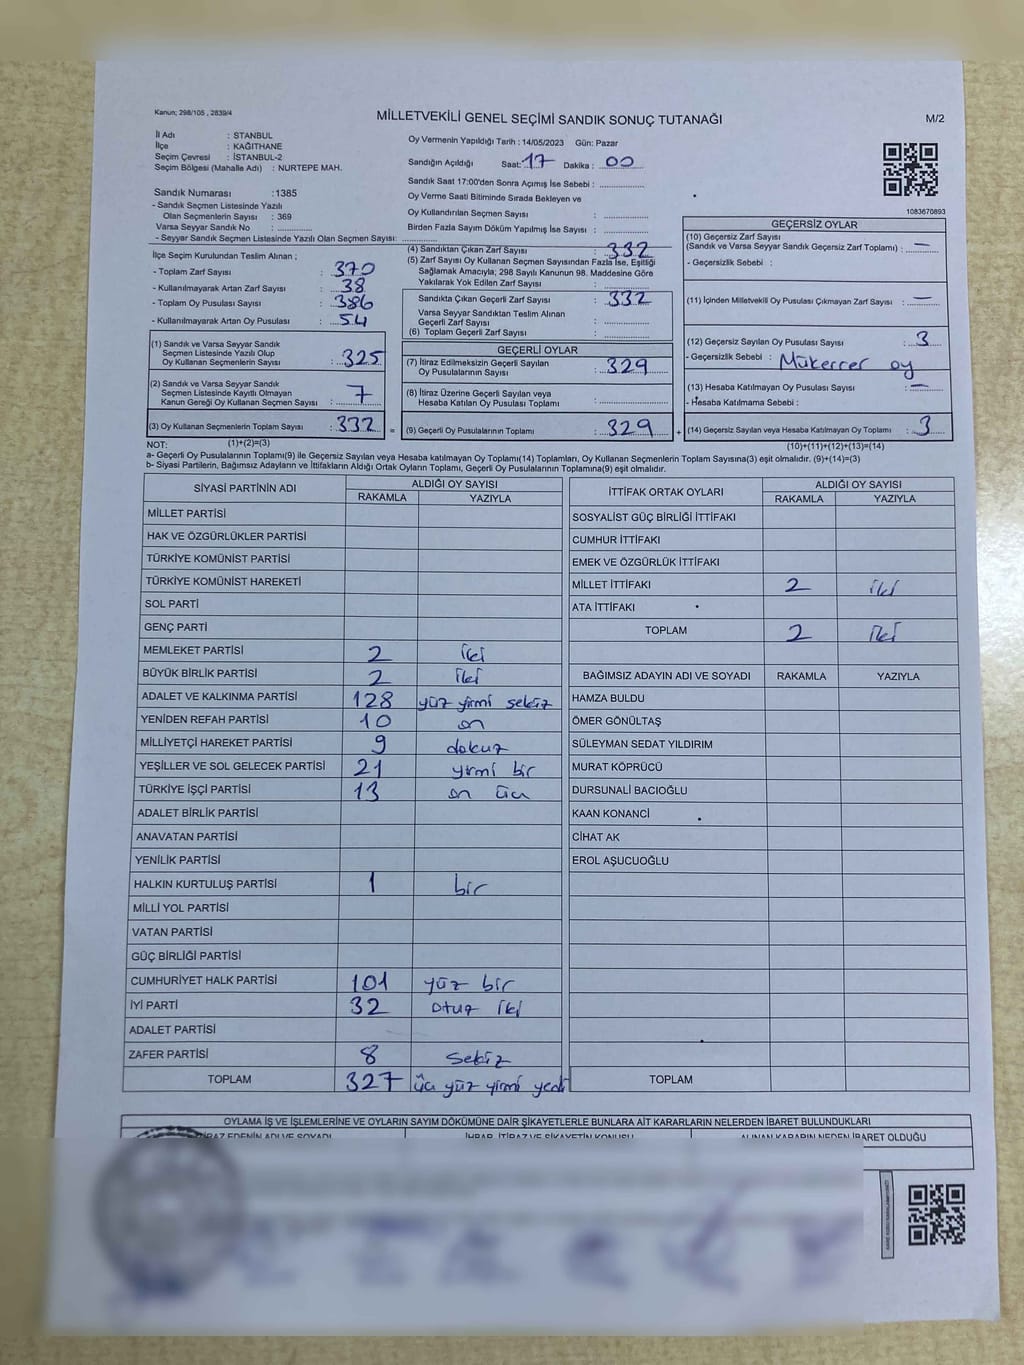 Kanun; 298/105 , 2839/4
MİLLETVEKİLİ GENEL SEÇİMİ SANDIK SONUÇ TUTANAĞI
M/2
İl Adı : STANBUL
İlçe : KAĞITHANE
Seçim Çevresi : İSTANBUL-2
Seçim Bölgesi (Mahalle Adı) : NURTEPE MAH.
Sandık Numarası :1385
- Sandık Seçmen Listesinde Yazılı
Olan Seçmenlerin Sayısı : 369
Varsa Seyyar Sandık No : ............
- Seyyar Sandık Seçmen Listesinde Yazılı Olan Seçmen Sayısı: ............
İlçe Seçim Kurulundan Teslim Alınan ;
- Toplam Zarf Sayısı : 370
- Kullanılmayarak Artan Zarf Sayısı : 38
- Toplam Oy Pusulası Sayısı : 386
- Kullanılmayarak Artan Oy Pusulası : 54
(1) Sandık ve Varsa Seyyar Sandık
Seçmen Listesinde Yazılı Olup
Oy Kullanan Seçmenlerin Sayısı : 325
(2) Sandık ve Varsa Seyyar Sandık
Seçmen Listesinde Kayıtlı Olmayan
Kanun Gereği Oy Kullanan Seçmen Sayısı : 7
(3) Oy Kullanan Seçmenlerin Toplam Sayısı : 332 =
Oy Vermenin Yapıldığı Tarih : 14/05/2023 Gün: Pazar
Sandığın Açıldığı Saat: 17 Dakika : 00
Sandık Saat 17:00'den Sonra Açımış İse Sebebi : ............
Oy Verme Saati Bitiminde Sırada Bekleyen ve
Oy Kullandırılan Seçmen Sayısı : ............
Birden Fazla Sayım Döküm Yapılmış İse Sayısı : ............
(4) Sandıktan Çıkan Zarf Sayısı : 332
(5) Zarf Sayısı Oy Kullanan Seçmen Sayısından Fazla İse, Eşitliği
Sağlamak Amacıyla; 298 Sayılı Kanunun 98. Maddesine Göre
Yakılarak Yok Edilen Zarf Sayısı : ............
Sandıkta Çıkan Geçerli Zarf Sayısı : 332
Varsa Seyyar Sandıktan Teslim Alınan
Geçerli Zarf Sayısı : ............
(6) Toplam Geçerli Zarf Sayısı : ............
GEÇERLİ OYLAR
(7) İtiraz Edilmeksizin Geçerli Sayılan
Oy Pusulalarının Sayısı : 329
(8) İtiraz Üzerine Geçerli Sayılan veya
Hesaba Katılan Oy Pusulası Toplamı : ............
(9) Geçerli Oy Pusulalarının Toplamı : 329 +
1083670893
GEÇERSİZ OYLAR
(10) Geçersiz Zarf Sayısı
(Sandık ve Varsa Seyyar Sandık Geçersiz Zarf Toplamı) : —
- Geçersizlik Sebebi :
(11) İçinden Milletvekili Oy Pusulası Çıkmayan Zarf Sayısı : —
(12) Geçersiz Sayılan Oy Pusulası Sayısı : 3
- Geçersizlik Sebebi : Mükerrer oy
(13) Hesaba Katılmayan Oy Pusulası Sayısı : —
- Hesaba Katılmama Sebebi :
(14) Geçersiz Sayılan veya Hesaba Katılmayan Oy Toplamı : 3
NOT: (1)+(2)=(3) (10)+(11)+(12)+(13)=(14)
a- Geçerli Oy Pusulalarının Toplamı(9) ile Geçersiz Sayılan veya Hesaba katılmayan Oy Toplamı(14) Toplamları, Oy Kullanan Seçmenlerin Toplam Sayısına(3) eşit olmalıdır. (9)+(14)=(3)
b- Siyasi Partilerin, Bağımsız Adayların ve İttifakların Aldığı Ortak Oyların Toplamı, Geçerli Oy Pusulalarının Toplamına(9) eşit olmalıdır.
SİYASİ PARTİNİN ADI ALDIĞI OY SAYISI
RAKAMLA YAZIYLA
MİLLET PARTİSİ
HAK VE ÖZGÜRLÜKLER PARTİSİ
TÜRKİYE KOMÜNİST PARTİSİ
TÜRKİYE KOMÜNİST HAREKETİ
SOL PARTİ
GENÇ PARTİ
MEMLEKET PARTİSİ 2 iki
BÜYÜK BİRLİK PARTİSİ 2 iki
ADALET VE KALKINMA PARTİSİ 128 yüz yirmi sekiz
YENİDEN REFAH PARTİSİ 10 on
MİLLİYETÇİ HAREKET PARTİSİ 9 dokuz
YEŞİLLER VE SOL GELECEK PARTİSİ 21 yirmi bir
TÜRKİYE İŞÇİ PARTİSİ 13 on üç
ADALET BİRLİK PARTİSİ
ANAVATAN PARTİSİ
YENİLİK PARTİSİ
HALKIN KURTULUŞ PARTİSİ 1 bir
MİLLİ YOL PARTİSİ
VATAN PARTİSİ
GÜÇ BİRLİĞİ PARTİSİ
CUMHURİYET HALK PARTİSİ 101 yüz bir
İYİ PARTİ 32 otuz iki
ADALET PARTİSİ
ZAFER PARTİSİ 8 sekiz
TOPLAM 327 üç yüz yirmi yedi
İTTİFAK ORTAK OYLARI ALDIĞI OY SAYISI
RAKAMLA YAZIYLA
SOSYALİST GÜÇ BİRLİĞİ İTTİFAKI
CUMHUR İTTİFAKI
EMEK VE ÖZGÜRLÜK İTTİFAKI
MİLLET İTTİFAKI 2 iki
ATA İTTİFAKI
TOPLAM 2 iki
BAĞIMSIZ ADAYIN ADI VE SOYADI RAKAMLA YAZIYLA
HAMZA BULDU
ÖMER GÖNÜLTAŞ
SÜLEYMAN SEDAT YILDIRIM
MURAT KÖPRÜCÜ
DURSUNALİ BACIOĞLU
KAAN KONANCİ
CİHAT AK
EROL AŞUCUOĞLU
TOPLAM
OYLAMA İŞ VE İŞLEMLERİNE VE OYLARIN SAYIM DÖKÜMÜNE DAİR ŞİKAYETLERLE BUNLARA AİT KARARLARIN NELERDEN İBARET BULUNDUKLARI
İTİRAZ EDENİN ADI VE SOYADI İHBAR, İTİRAZ VE ŞİKAYETİN KONUSU ALINAN KARARIN NEDEN İBARET OLDUĞU